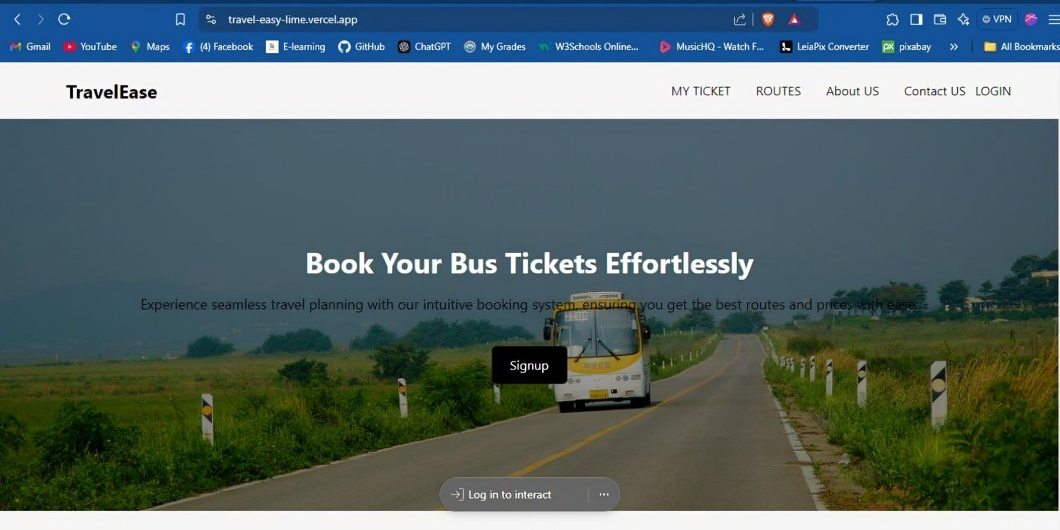 travel-easy-lime.vercel.app
VPN
Gmail YouTube Maps (4) Facebook E-learning GitHub ChatGPT My Grades W3Schools Online... MusicHQ - Watch F... LeiaPix Converter pixabay » All Bookmarks
TravelEase MY TICKET ROUTES About US Contact US LOGIN
Book Your Bus Tickets Effortlessly
Experience seamless travel planning with our intuitive booking system, ensuring you get the best routes and prices with ease.
Signup
Log in to interact